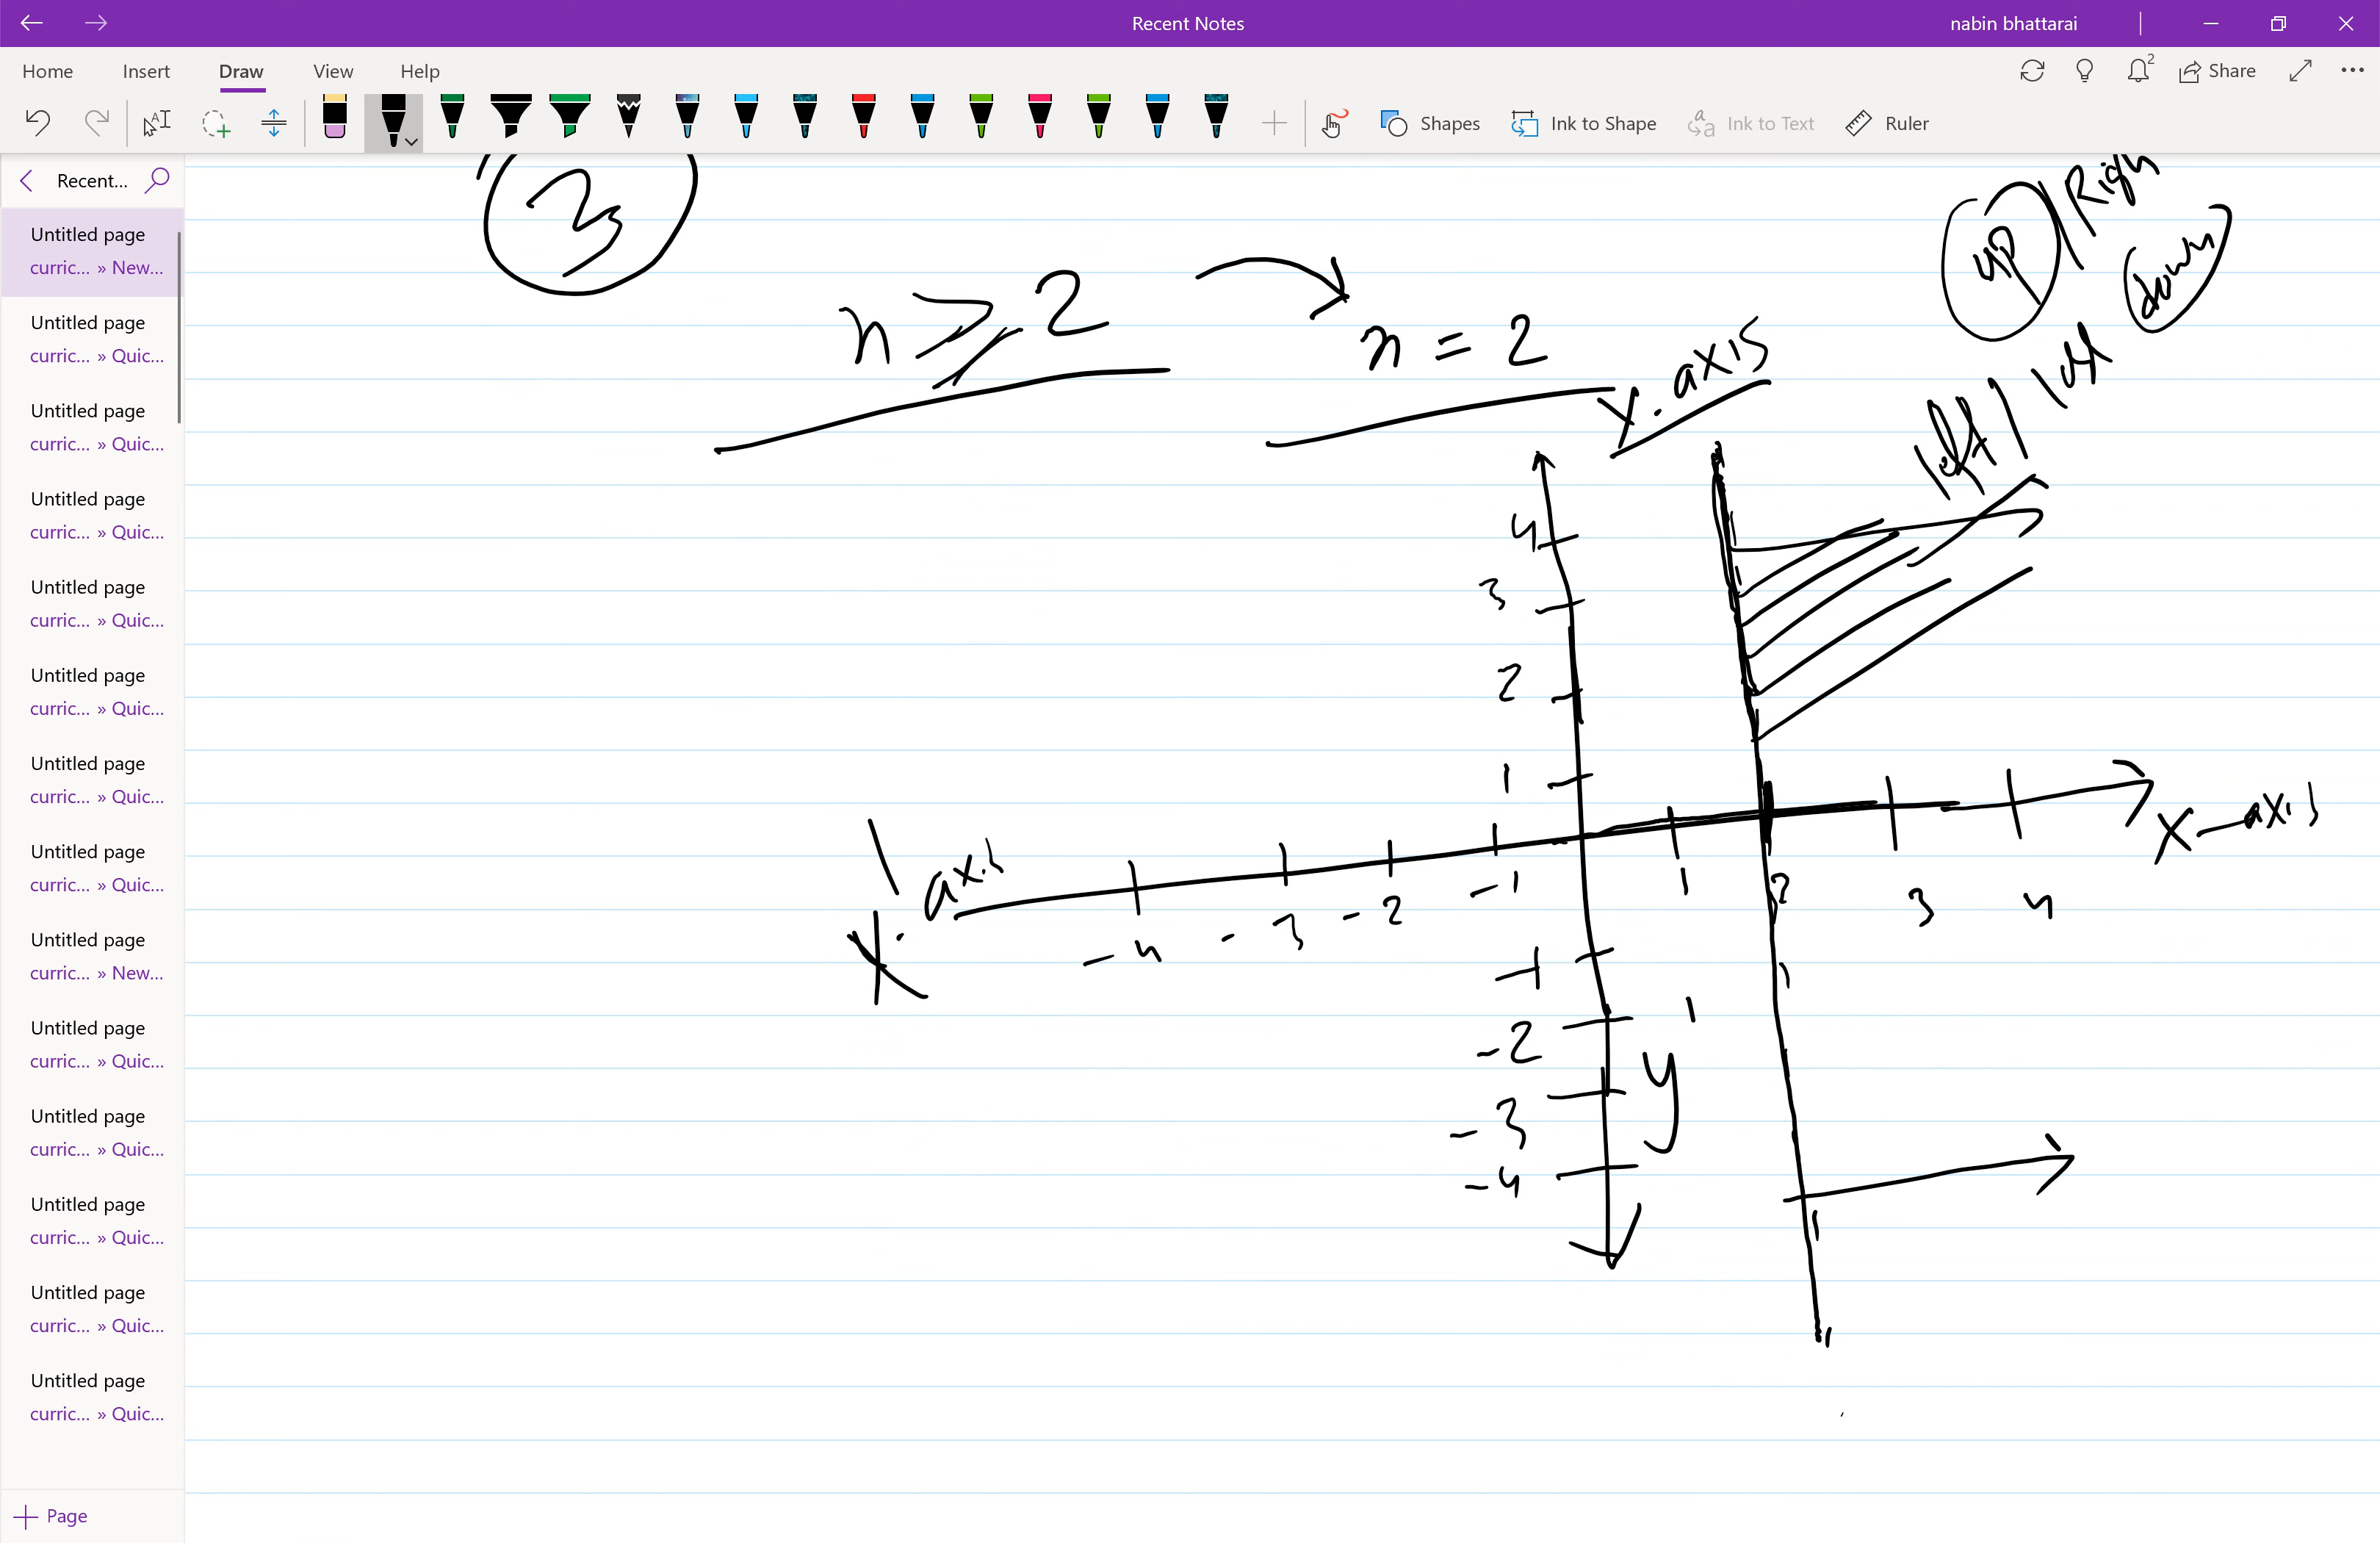 Recent Notes
nabin bhattarai
Home Insert Draw View Help
2
Share
Shapes
Ink to Shape
Ink to Text
Ruler
Recent...
Untitled page
curric... » New...
Untitled page
curric... » Quic...
Untitled page
curric... » Quic...
Untitled page
curric... » Quic...
Untitled page
curric... » Quic...
Untitled page
curric... » Quic...
Untitled page
curric... » Quic...
Untitled page
curric... » Quic...
Untitled page
curric... » New...
Untitled page
curric... » Quic...
Untitled page
curric... » Quic...
Untitled page
curric... » Quic...
Untitled page
curric... » Quic...
Untitled page
curric... » Quic...
Page
3
x ≥ 2
x = 2
(up) / Right
left / left (down)
Y-axis
4
3
2
1
X-axis
X-axis
-4 -3 -2 -1 1 2 3 4
-1
-2
-3
-4
y